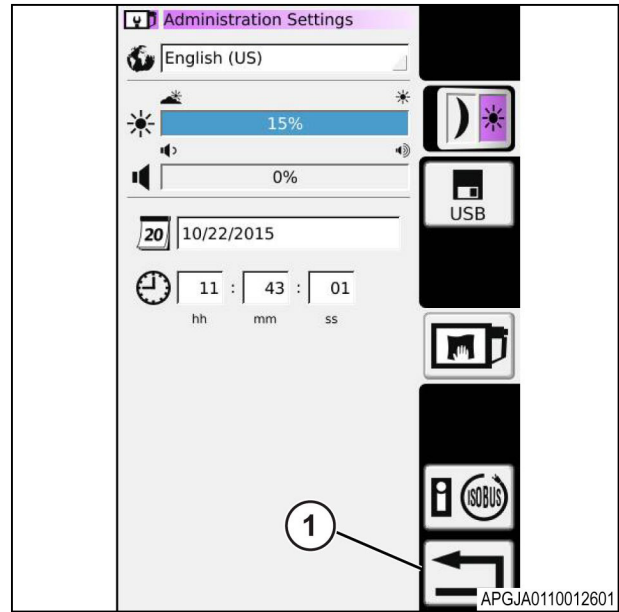 Administration Settings
English (US)
15%
0%
USB
20
10/22/2015
11 : 43 : 01
hh mm ss
ISOBUS
1
APGJA0110012601